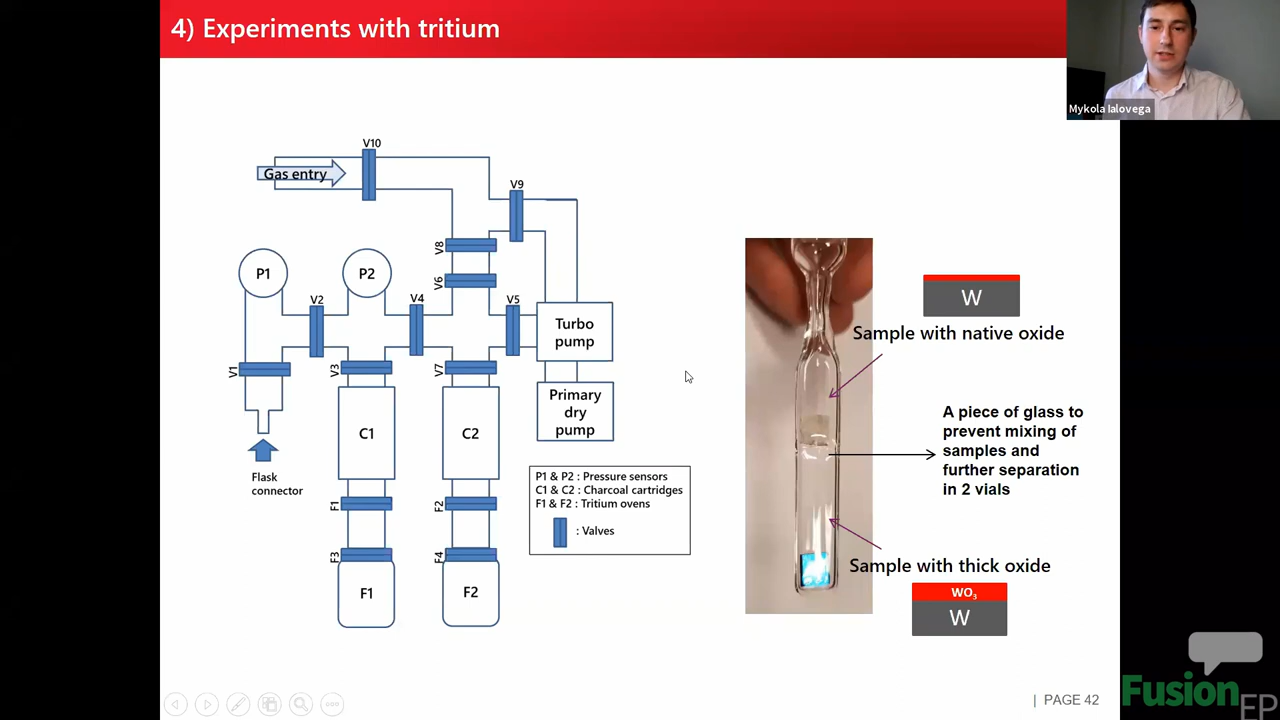 4) Experiments with tritium
Mykola Ialovega
V10
Gas entry
V9
V8
V6
P1
P2
V2
V4
V5
V1
V3
V7
Turbo
pump
Primary
dry
pump
C1
C2
Flask
connector
F1
F2
F3
F4
F1
F2
P1 & P2 : Pressure sensors
C1 & C2 : Charcoal cartridges
F1 & F2 : Tritium ovens
: Valves
W
Sample with native oxide
A piece of glass to
prevent mixing of
samples and
further separation
in 2 vials
Sample with thick oxide
WO₃
W
| PAGE 42
Fusion
EP